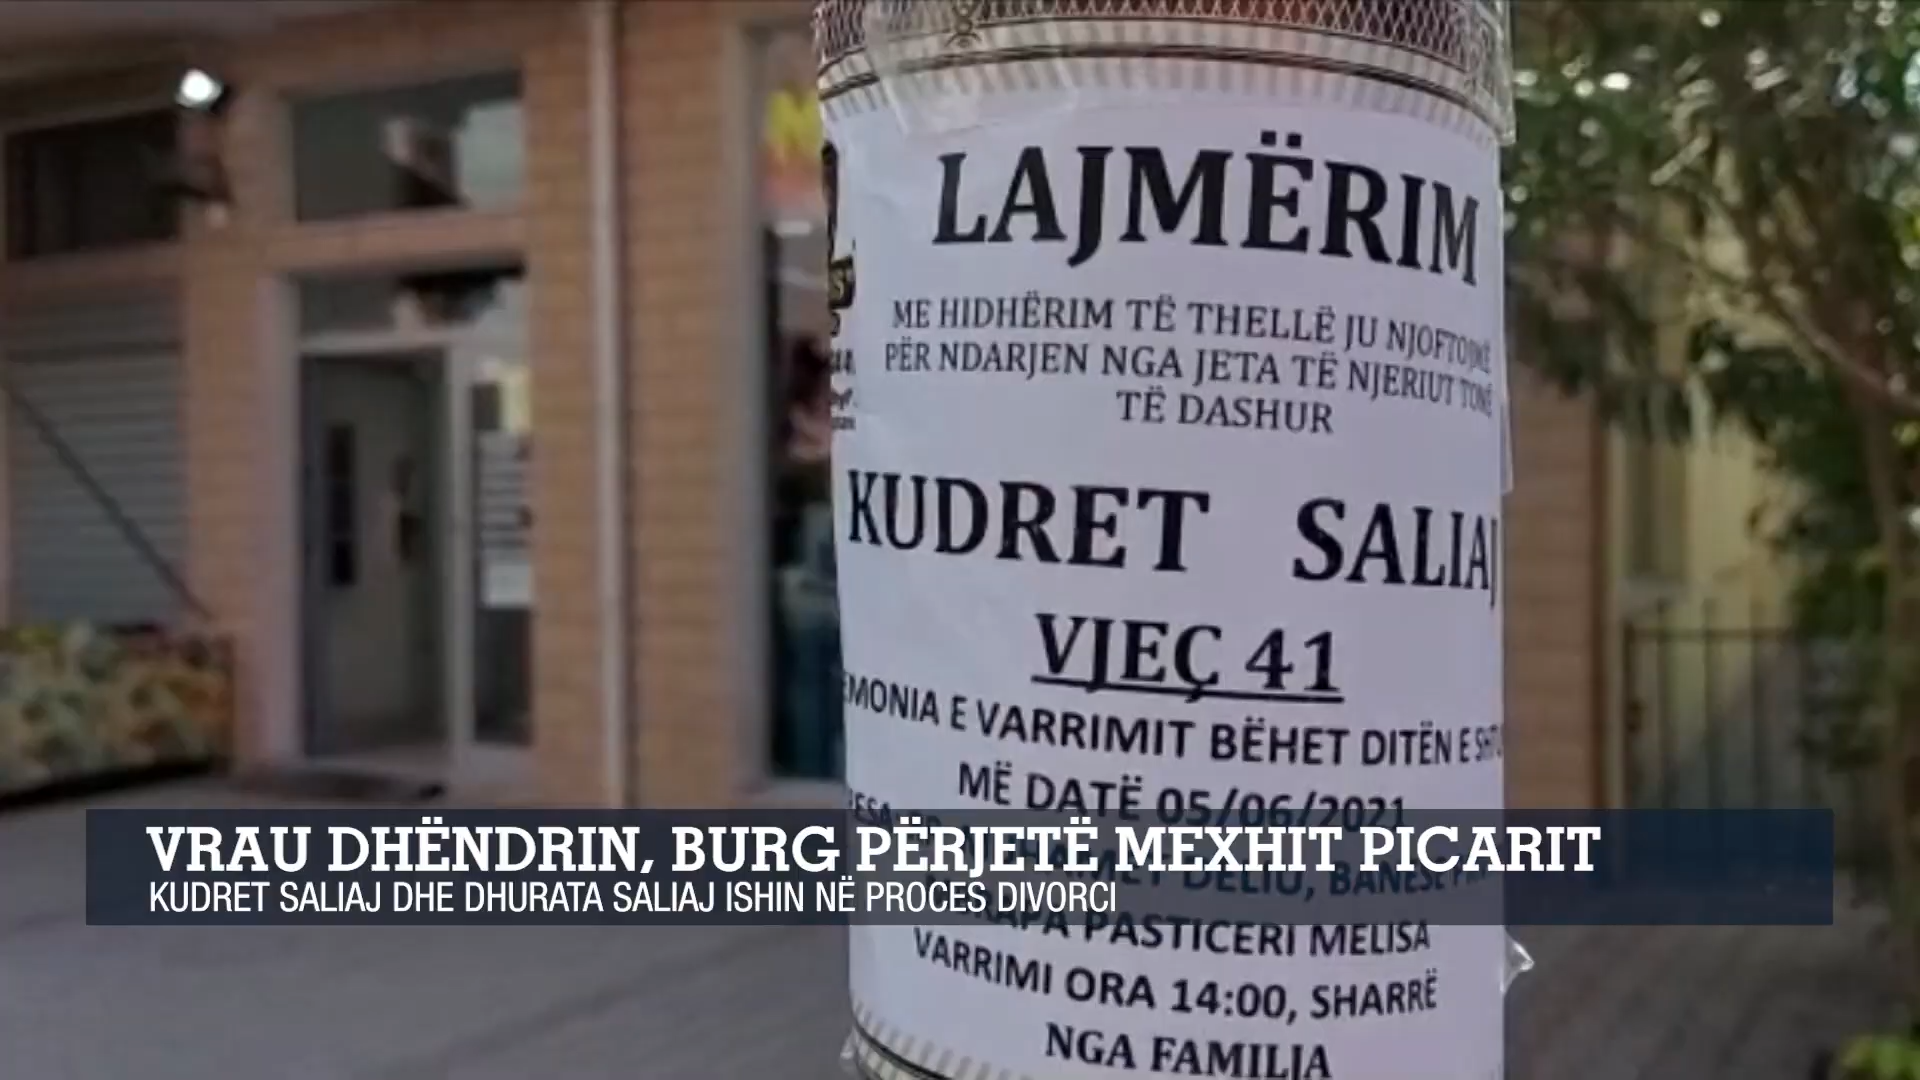 LAJMËRIM
ME HIDHËRIM TË THELLË JU NJOFTOJMË
PËR NDARJEN NGA JETA TË NJERIUT TONË
TË DASHUR
KUDRET SALIAJ
VJEÇ 41
E VARRIMIT BËHET DITËN E
MË DATË 05/06/2021
VRAU DHËNDRIN, BURG PËRJETË MEXHIT PICARIT
KUDRET SALIAJ DHE DHURATA SALIAJ ISHIN NË PROCES DIVORCI
DELIU,
PASTICERI MELISA
VARRIMI ORA 14:00, SHARRË
NGA FAMILJA